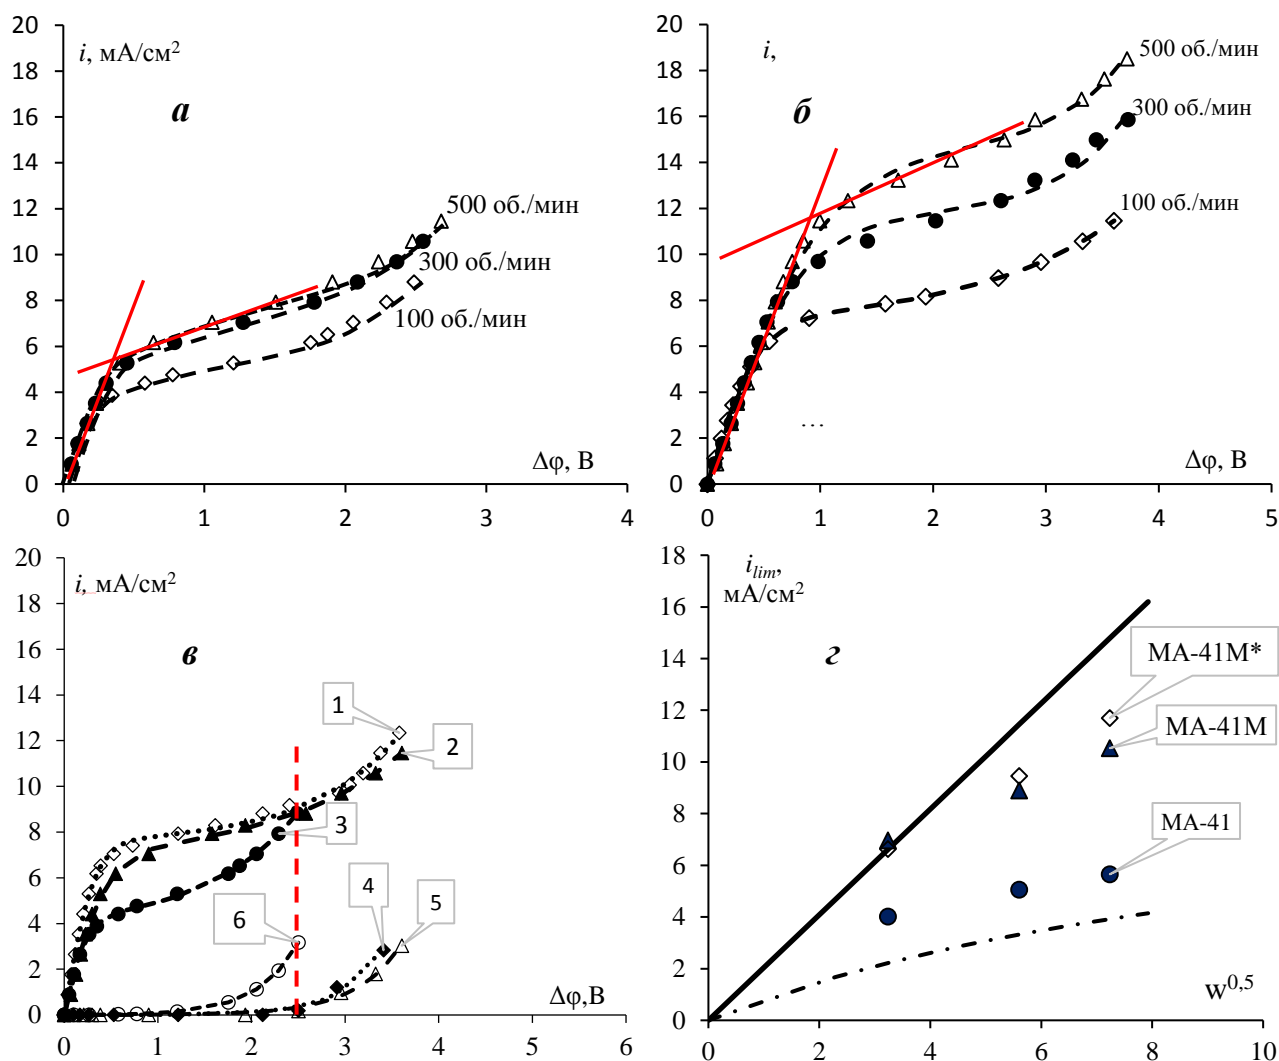 20
18
16
14
12
10
8
6
4
2
0
i, мА/см²
а
500 об./мин
300 об./мин
100 об./мин
Δφ, В
0 1 2 3 4
20
18
16
14
12
10
8
6
4
2
0
i,
б
500 об./мин
300 об./мин
100 об./мин
...
Δφ, В
0 1 2 3 4 5
20
18
16
14
12
10
8
6
4
2
0
i, мА/см²
в
1
2
3
4
5
6
Δφ,В
0 1 2 3 4 5 6
18
16
14
12
10
8
6
4
2
0
i_lim,
мА/см²
г
МА-41М*
МА-41М
МА-41
w^0,5
0 2 4 6 8 10